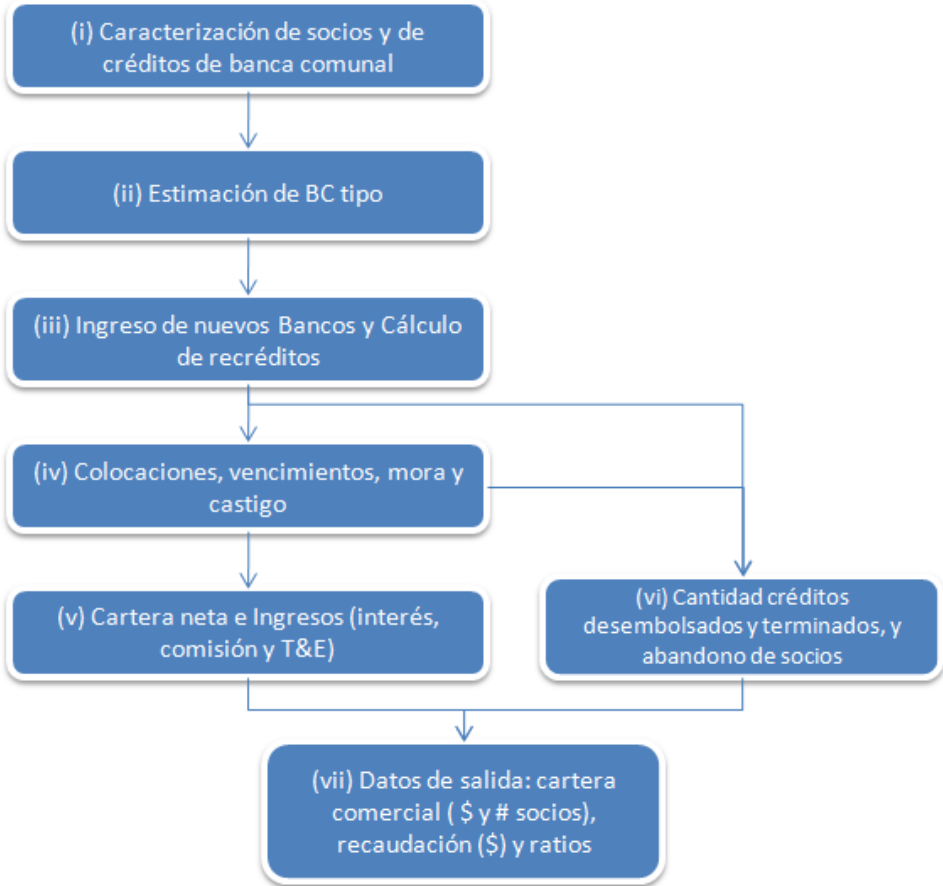 (i) Caracterización de socios y de
créditos de banca comunal
(ii) Estimación de BC tipo
(iii) Ingreso de nuevos Bancos y Cálculo
de recréditos
(iv) Colocaciones, vencimientos, mora y
castigo
(v) Cartera neta e Ingresos (interés,
comisión y T&E)
(vi) Cantidad créditos
desembolsados y terminados, y
abandono de socios
(vii) Datos de salida: cartera
comercial ( $ y # socios),
recaudación ($) y ratios